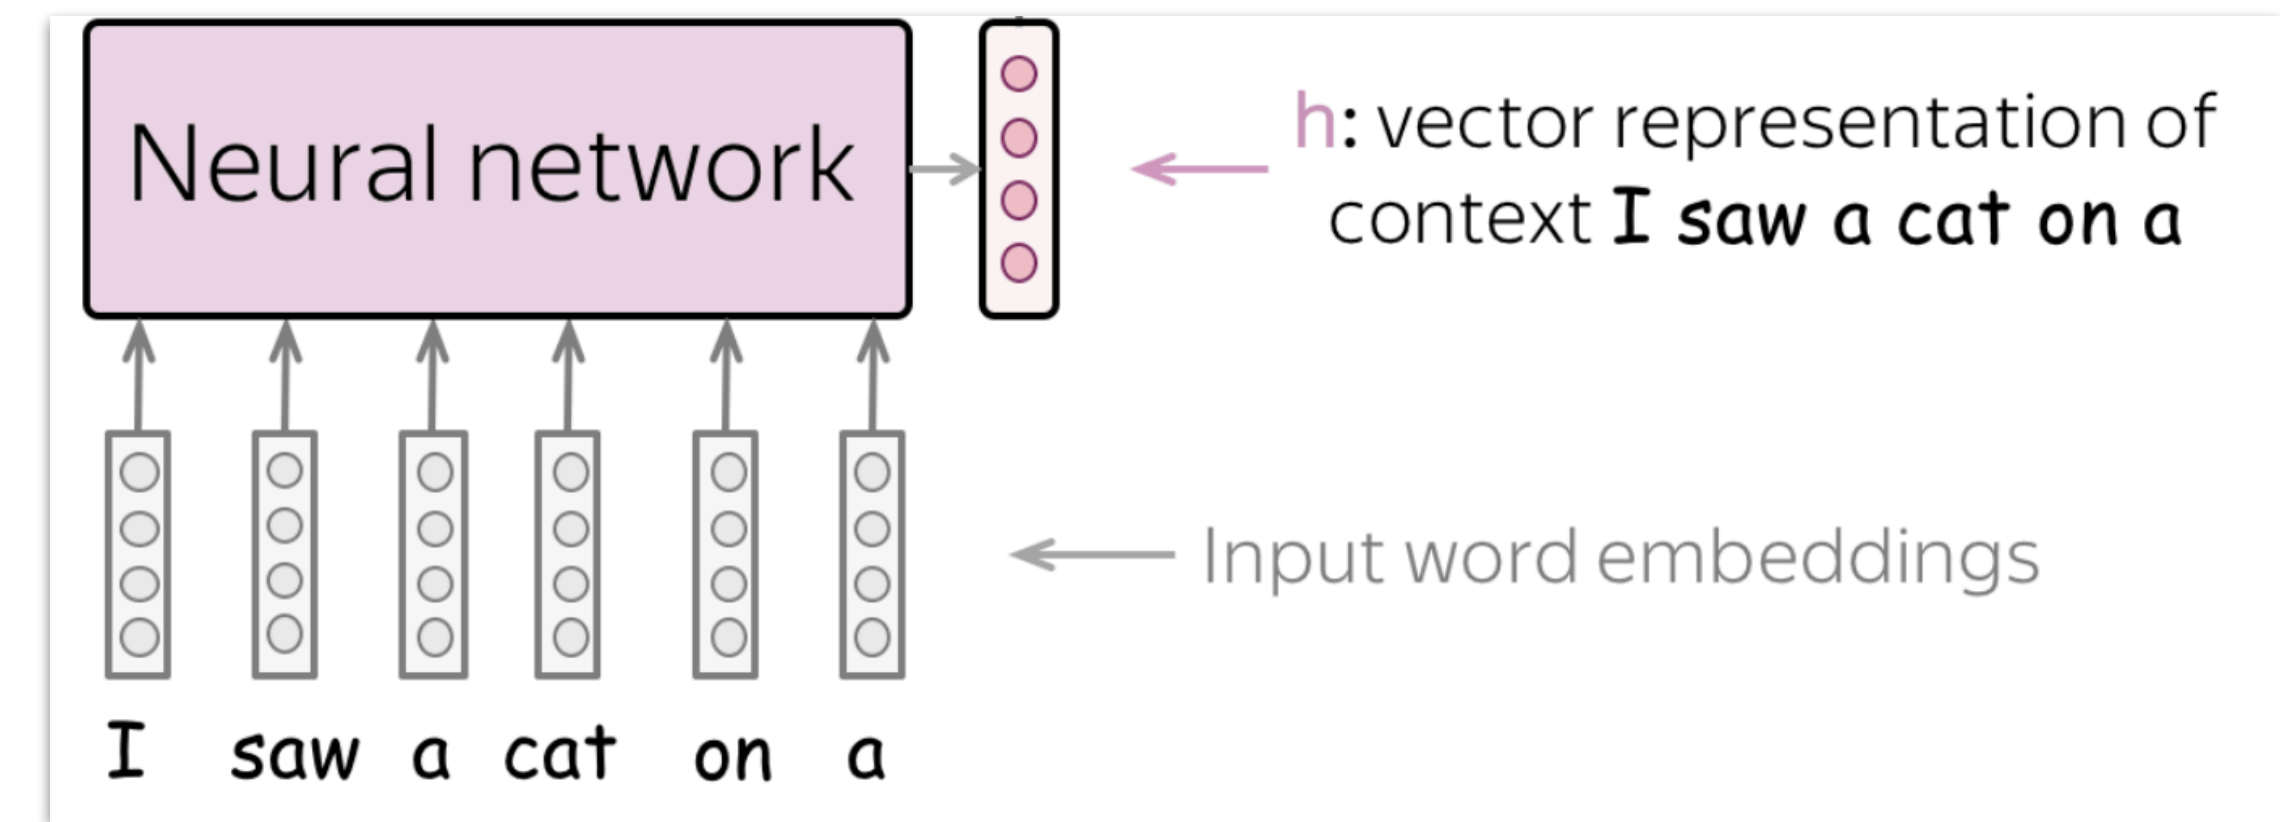 Neural network
h: vector representation of
context I saw a cat on a
Input word embeddings
I saw a cat on a